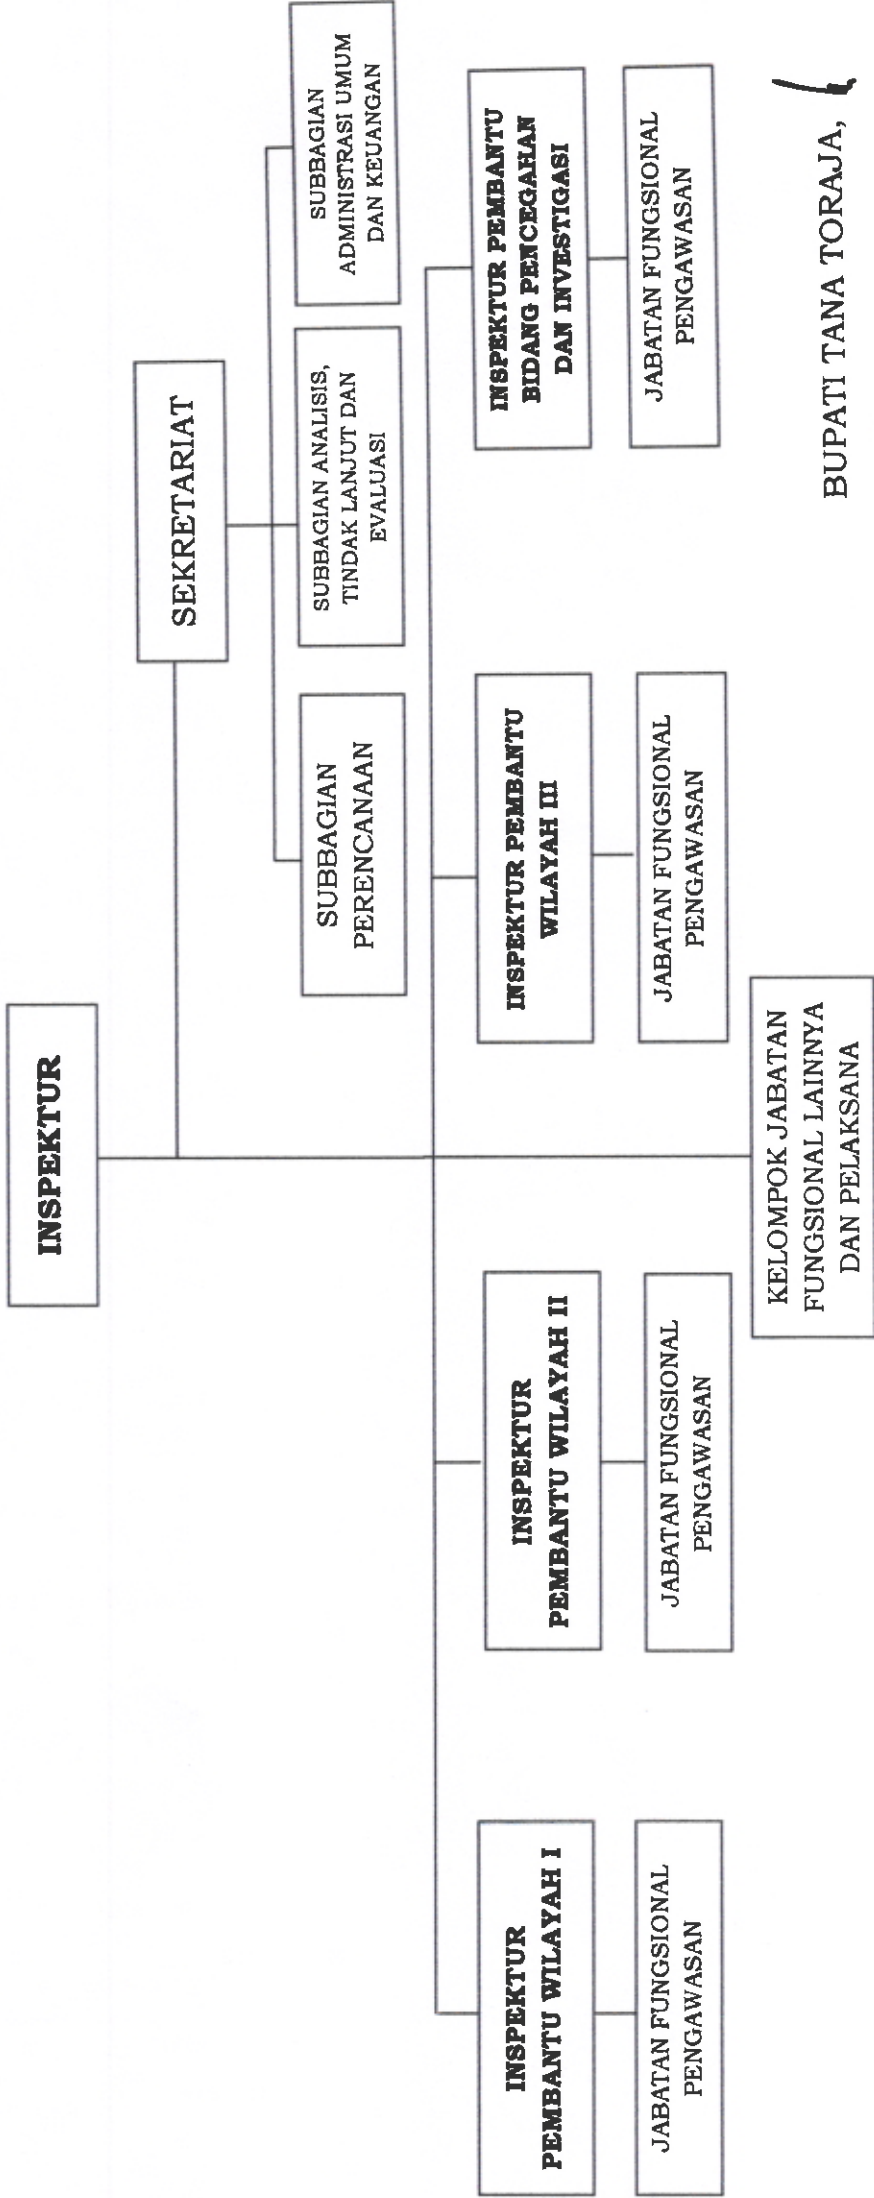 INSPEKTUR
SEKRETARIAT
SUBBAGIAN
PERENCANAAN
SUBBAGIAN ANALISIS,
TINDAK LANJUT DAN
EVALUASI
SUBBAGIAN
ADMINISTRASI UMUM
DAN KEUANGAN
INSPEKTUR
PEMBANTU WILAYAH I
INSPEKTUR
PEMBANTU WILAYAH II
INSPEKTUR PEMBANTU
WILAYAH III
INSPEKTUR PEMBANTU
BIDANG PENCEGAHAN
DAN INVESTIGASI
JABATAN FUNGSIONAL
PENGAWASAN
JABATAN FUNGSIONAL
PENGAWASAN
JABATAN FUNGSIONAL
PENGAWASAN
JABATAN FUNGSIONAL
PENGAWASAN
KELOMPOK JABATAN
FUNGSIONAL LAINNYA
DAN PELAKSANA
BUPATI TANA TORAJA,